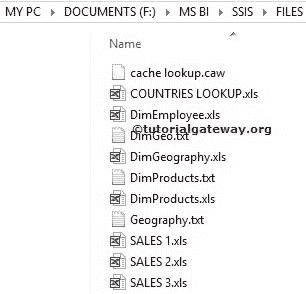 MY PC ▸ DOCUMENTS (F:) ▸ MS BI ▸ SSIS ▸ FILES
Name
cache lookup.caw
COUNTRIES LOOKUP.xls
DimEmployee.xls
©tutorialgateway.org
DimGeo.txt
DimGeography.xls
DimProducts.txt
DimProducts.xls
Geography.txt
SALES 1.xls
SALES 2.xls
SALES 3.xls